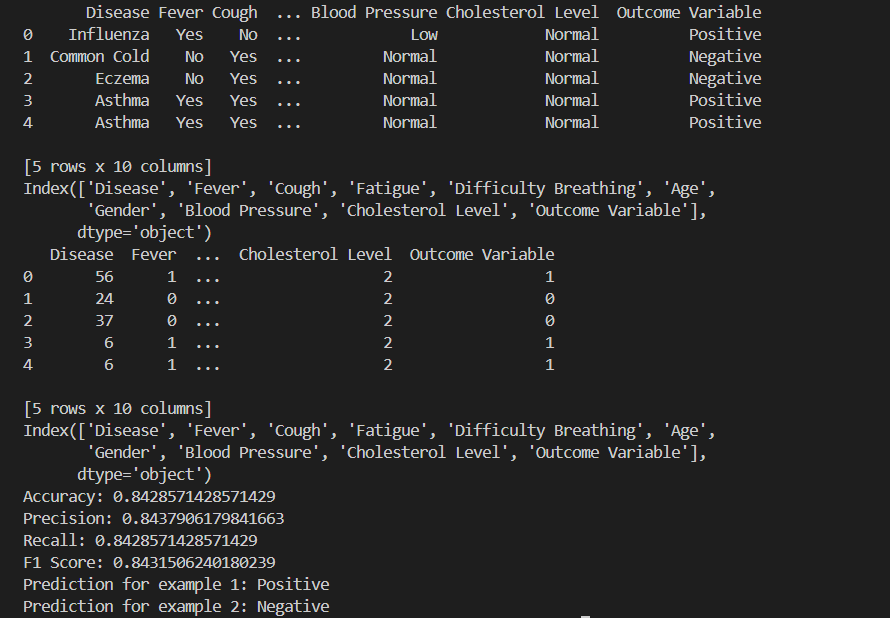 Disease Fever Cough ... Blood Pressure Cholesterol Level Outcome Variable
0 Influenza Yes No ... Low Normal Positive
1 Common Cold No Yes ... Normal Normal Negative
2 Eczema No Yes ... Normal Normal Negative
3 Asthma Yes Yes ... Normal Normal Positive
4 Asthma Yes Yes ... Normal Normal Positive
[5 rows x 10 columns]
Index(['Disease', 'Fever', 'Cough', 'Fatigue', 'Difficulty Breathing', 'Age',
'Gender', 'Blood Pressure', 'Cholesterol Level', 'Outcome Variable'],
dtype='object')
Disease Fever ... Cholesterol Level Outcome Variable
0 56 1 ... 2 1
1 24 0 ... 2 0
2 37 0 ... 2 0
3 6 1 ... 2 1
4 6 1 ... 2 1
[5 rows x 10 columns]
Index(['Disease', 'Fever', 'Cough', 'Fatigue', 'Difficulty Breathing', 'Age',
'Gender', 'Blood Pressure', 'Cholesterol Level', 'Outcome Variable'],
dtype='object')
Accuracy: 0.8428571428571429
Precision: 0.8437906179841663
Recall: 0.8428571428571429
F1 Score: 0.8431506240180239
Prediction for example 1: Positive
Prediction for example 2: Negative